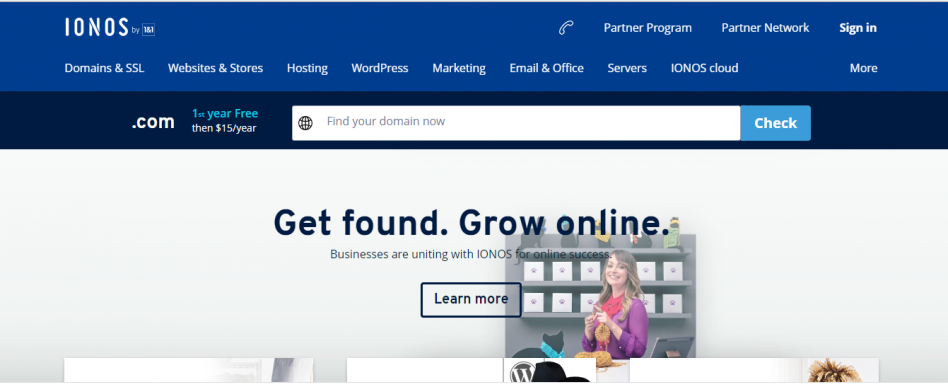 IONOS by 1&1
Partner Program
Partner Network
Sign in
Domains & SSL
Websites & Stores
Hosting
WordPress
Marketing
Email & Office
Servers
IONOS cloud
More
.com
1st year Free
then $15/year
Find your domain now
Check
Get found. Grow online.
Businesses are uniting with IONOS for online success.
Learn more